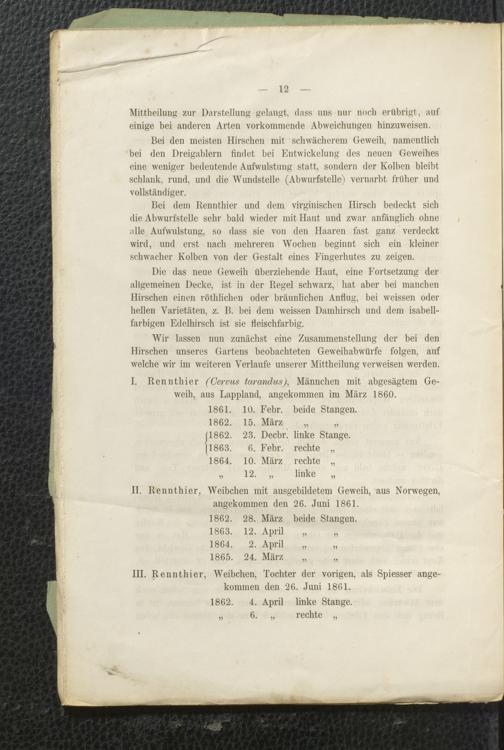 — 12 —
Mittheilung zur Darstellung gelangt, dass uns nur noch erübrigt, auf
einige bei anderen Arten vorkommende Abweichungen hinzuweisen.
Bei den meisten Hirschen mit schwächerem Geweih, namentlich
bei den Dreigablern findet bei Entwickelung des neuen Geweihes
eine weniger bedeutende Aufwulstung statt, sondern der Kolben bleibt
schlank, rund, und die Wundstelle (Abwurfstelle) vernarbt früher und
vollständiger.
Bei dem Rennthier und dem virginischen Hirsch bedeckt sich
die Abwurfstelle sehr bald wieder mit Haut und zwar anfänglich ohne
alle Aufwulstung, so dass sie von den Haaren fast ganz verdeckt
wird, und erst nach mehreren Wochen beginnt sich ein kleiner
schwacher Kolben von der Gestalt eines Fingerhutes zu zeigen.
Die das neue Geweih überziehende Haut, eine Fortsetzung der
allgemeinen Decke, ist in der Regel schwarz, hat aber bei manchen
Hirschen einen röthlichen oder bräunlichen Anflug, bei weissen oder
hellen Varietäten, z. B. bei dem weissen Damhirsch und dem isabell-
farbigen Edelhirsch ist sie fleischfarbig.
Wir lassen nun zunächst eine Zusammenstellung der bei den
Hirschen unseres Gartens beobachteten Geweihabwürfe folgen, auf
welche wir im weiteren Verlaufe unserer Mittheilung verweisen werden.
I. Rennthier (Cervus tarandus), Männchen mit abgesägtem Ge-
weih, aus Lappland, angekommen im März 1860.
1861. 10. Febr. beide Stangen.
1862. 15. März „ „
{1862. 23. Decbr. linke Stange.
{1863. 6. Febr. rechte „
1864. 10. März rechte „
„ 12. „ linke „
II. Rennthier, Weibchen mit ausgebildetem Geweih, aus Norwegen,
angekommen den 26. Juni 1861.
1862. 28. März beide Stangen.
1863. 12. April „ „
1864. 2. April „ „
1865. 24. März „ „
III. Rennthier, Weibchen, Tochter der vorigen, als Spiesser ange-
kommen den 26. Juni 1861.
1862. 4. April linke Stange.
„ 6. „ rechte „